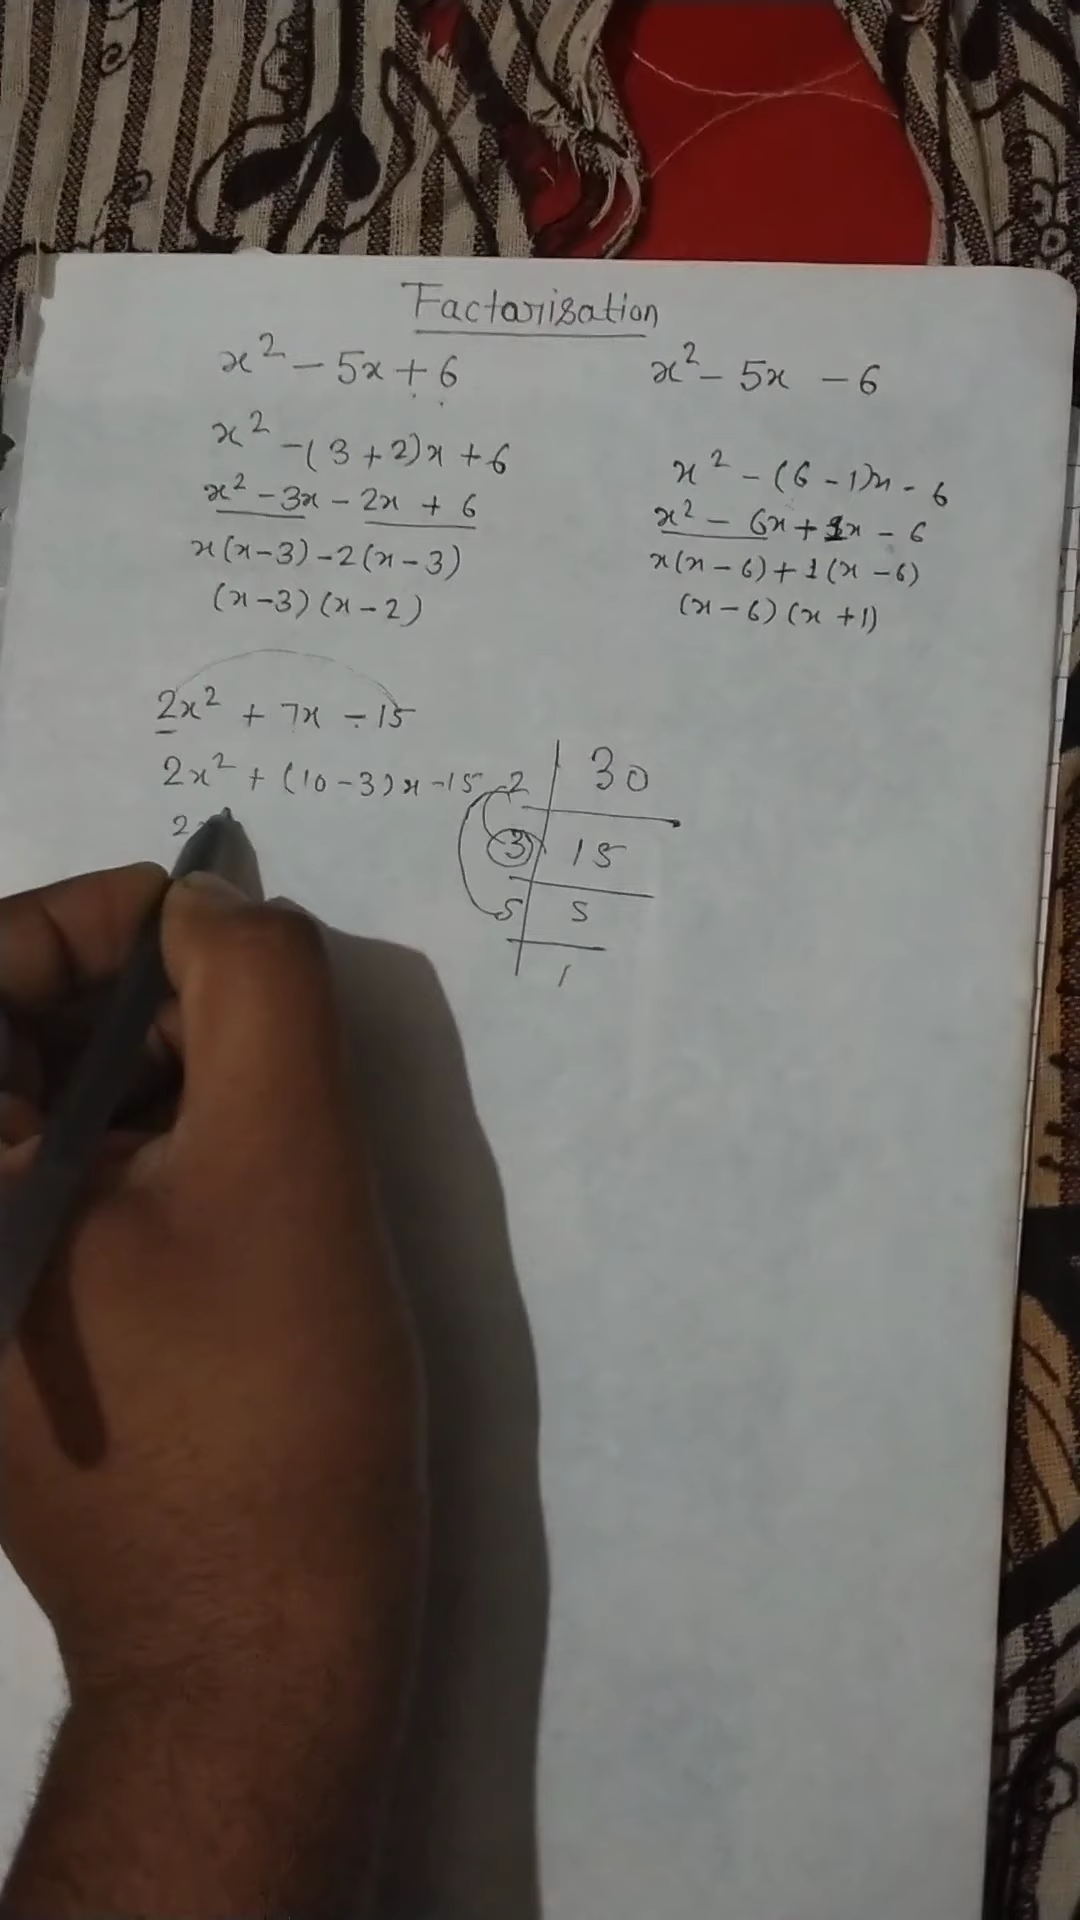 Factarisation
x² - 5x + 6
x² -(3+2)x + 6
x² - 3x - 2x + 6
x(x-3) - 2(x-3)
(x-3) (x-2)
x² - 5x - 6
x² - (6-1)x - 6
x² - 6x + 1x - 6
x(x-6) + 1(x-6)
(x-6) (x+1)
2x² + 7x - 15
2x² + (10-3)x - 15
2x
2 | 30
3 | 15
5 | 5
1